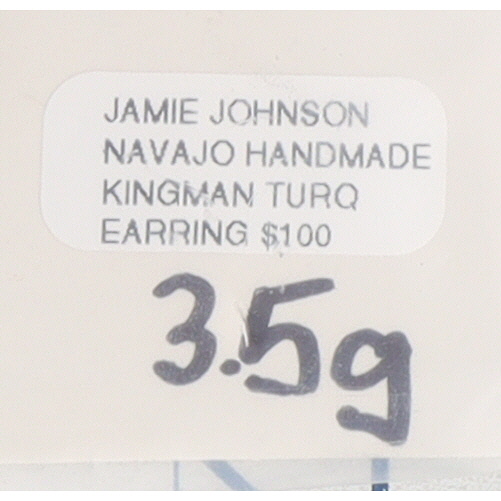 JAMIE JOHNSON
NAVAJO HANDMADE
KINGMAN TURQ
EARRING $100
3.5g